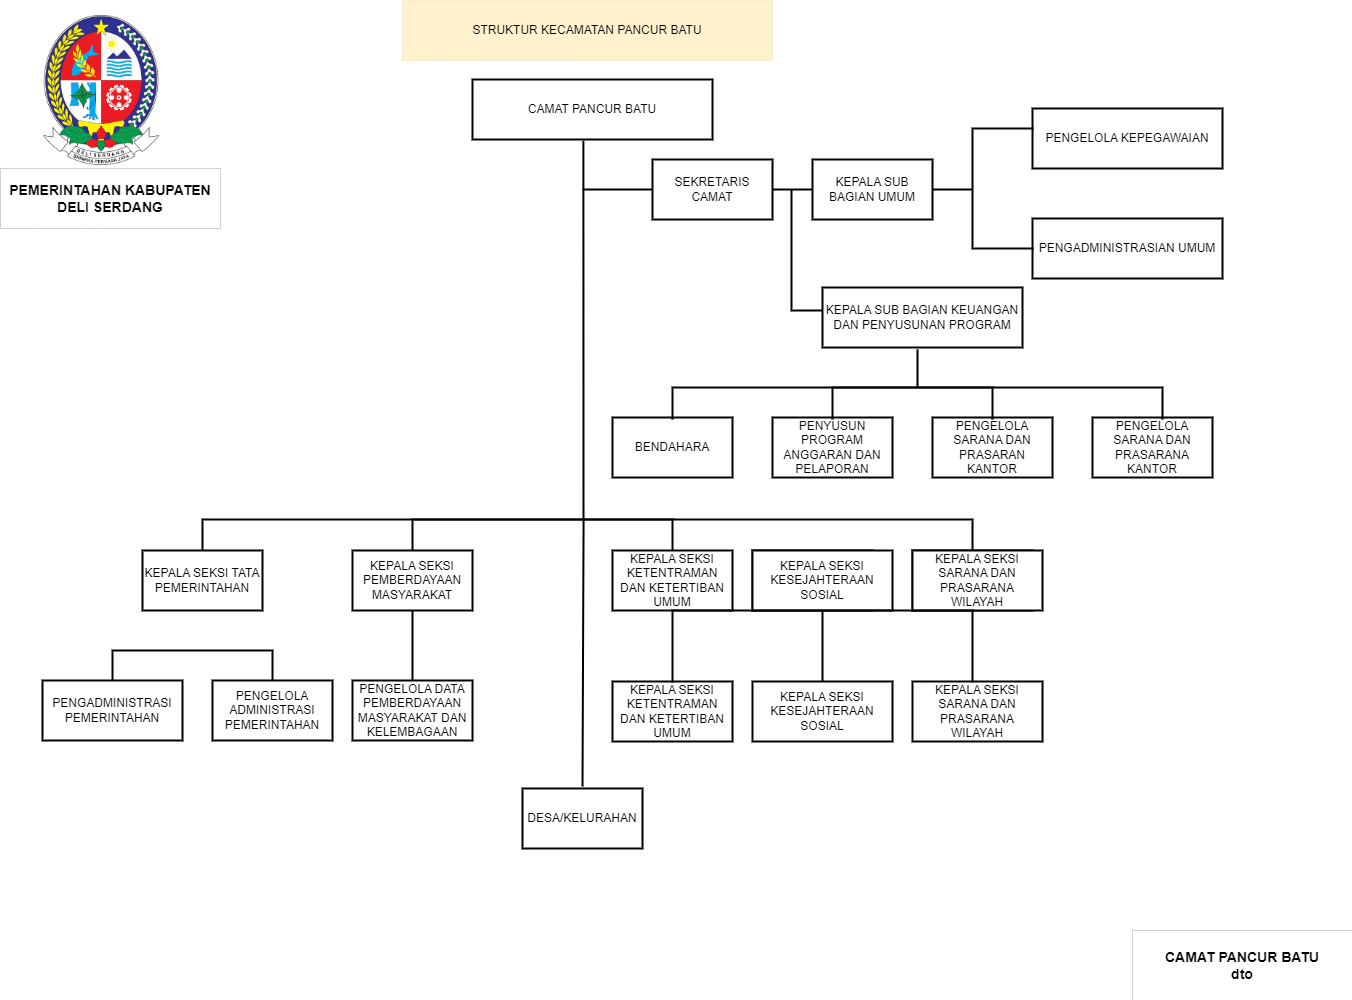 STRUKTUR KECAMATAN PANCUR BATU
CAMAT PANCUR BATU
DELI SERDANG
BHINNEKA PERKASA JAYA
PEMERINTAHAN KABUPATEN
DELI SERDANG
SEKRETARIS
CAMAT
KEPALA SUB
BAGIAN UMUM
PENGELOLA KEPEGAWAIAN
PENGADMINISTRASIAN UMUM
KEPALA SUB BAGIAN KEUANGAN
DAN PENYUSUNAN PROGRAM
BENDAHARA
PENYUSUN
PROGRAM
ANGGARAN DAN
PELAPORAN
PENGELOLA
SARANA DAN
PRASARAN
KANTOR
PENGELOLA
SARANA DAN
PRASARANA
KANTOR
KEPALA SEKSI TATA
PEMERINTAHAN
KEPALA SEKSI
PEMBERDAYAAN
MASYARAKAT
KEPALA SEKSI
KETENTRAMAN
DAN KETERTIBAN
UMUM
KEPALA SEKSI
KESEJAHTERAAN
SOSIAL
KEPALA SEKSI
SARANA DAN
PRASARANA
WILAYAH
PENGADMINISTRASI
PEMERINTAHAN
PENGELOLA
ADMINISTRASI
PEMERINTAHAN
PENGELOLA DATA
PEMBERDAYAAN
MASYARAKAT DAN
KELEMBAGAAN
KEPALA SEKSI
KETENTRAMAN
DAN KETERTIBAN
UMUM
KEPALA SEKSI
KESEJAHTERAAN
SOSIAL
KEPALA SEKSI
SARANA DAN
PRASARANA
WILAYAH
DESA/KELURAHAN
CAMAT PANCUR BATU
dto